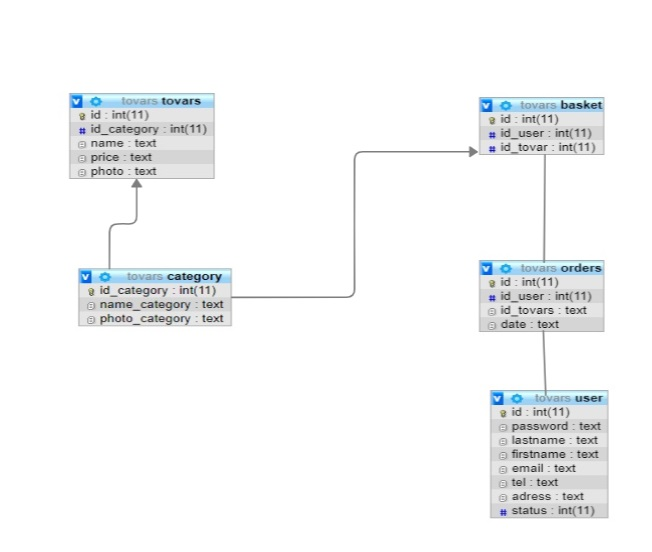 tovars tovars
id : int(11)
id_category : int(11)
name : text
price : text
photo : text
tovars basket
id : int(11)
id_user : int(11)
id_tovar : int(11)
tovars category
id_category : int(11)
name_category : text
photo_category : text
tovars orders
id : int(11)
id_user : int(11)
id_tovars : text
date : text
tovars user
id : int(11)
password : text
lastname : text
firstname : text
email : text
tel : text
adress : text
status : int(11)